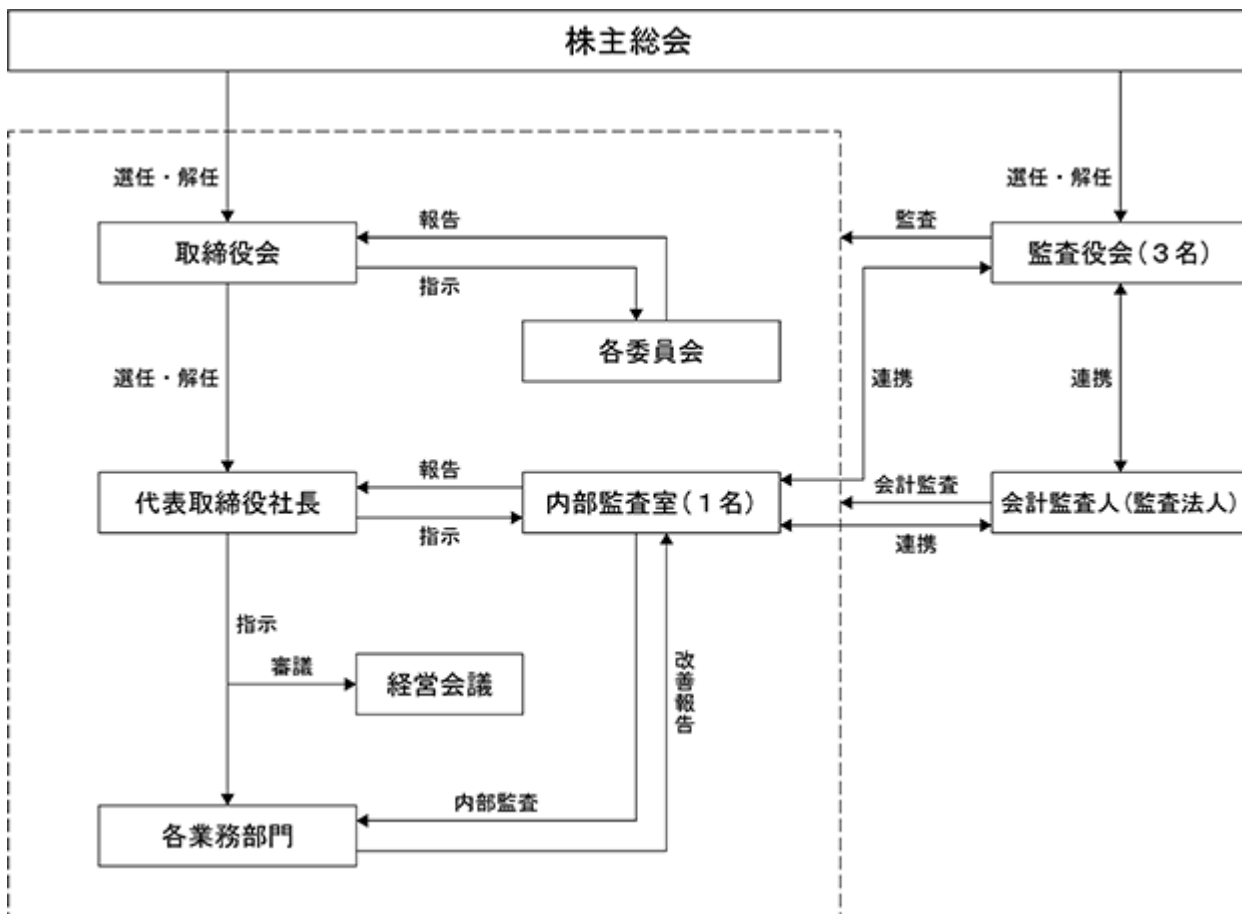 株主総会
選任・解任
選任・解任
報告
監査
取締役会
監査役会(3名)
指示
各委員会
選任・解任
連携
連携
報告
会計監査
代表取締役社長
内部監査室(1名)
会計監査人(監査法人)
指示
連携
指示
審議
経営会議
改善報告
内部監査
各業務部門